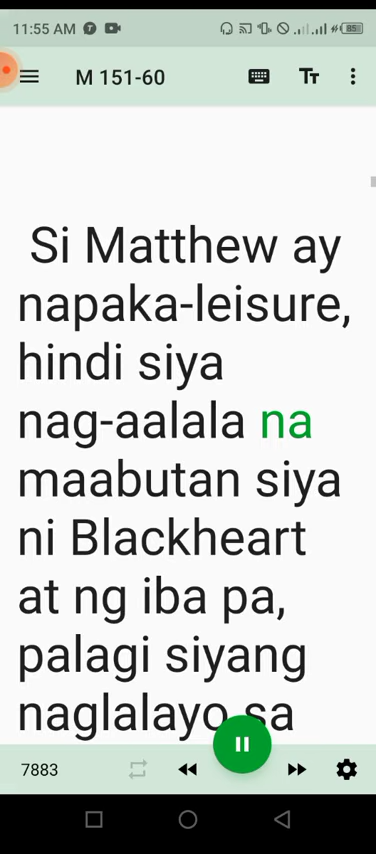 11:55 AM 85
M 151-60
Si Matthew ay
napaka-leisure,
hindi siya
nag-aalala na
maabutan siya
ni Blackheart
at ng iba pa,
palagi siyang
naglalayo sa
7883